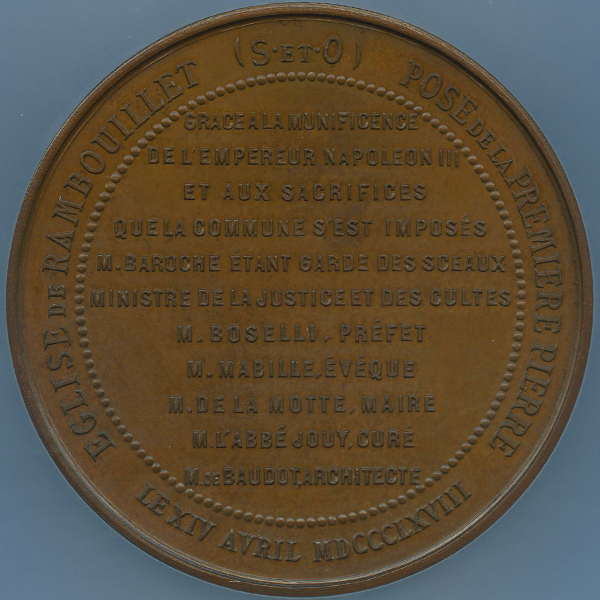 EGLISE DE RAMBOUILLET (S·ET·O) POSE DE LA PREMIERE PIERRE
LE XIV AVRIL MDCCCLXVIII
GRACE A LA MUNIFICENCE
DE L'EMPEREUR NAPOLEON III
ET AUX SACRIFICES
QUE LA COMMUNE S'EST IMPOSÉS
M. BAROCHE ÉTANT GARDE DES SCEAUX
MINISTRE DE LA JUSTICE ET DES CULTES
M. BOSELLI, PRÉFET
M. MABILLE, ÉVÊQUE
M. DE LA MOTTE, MAIRE
M. L'ABBÉ JOUY, CURÉ
M. DE BAUDOT, ARCHITECTE